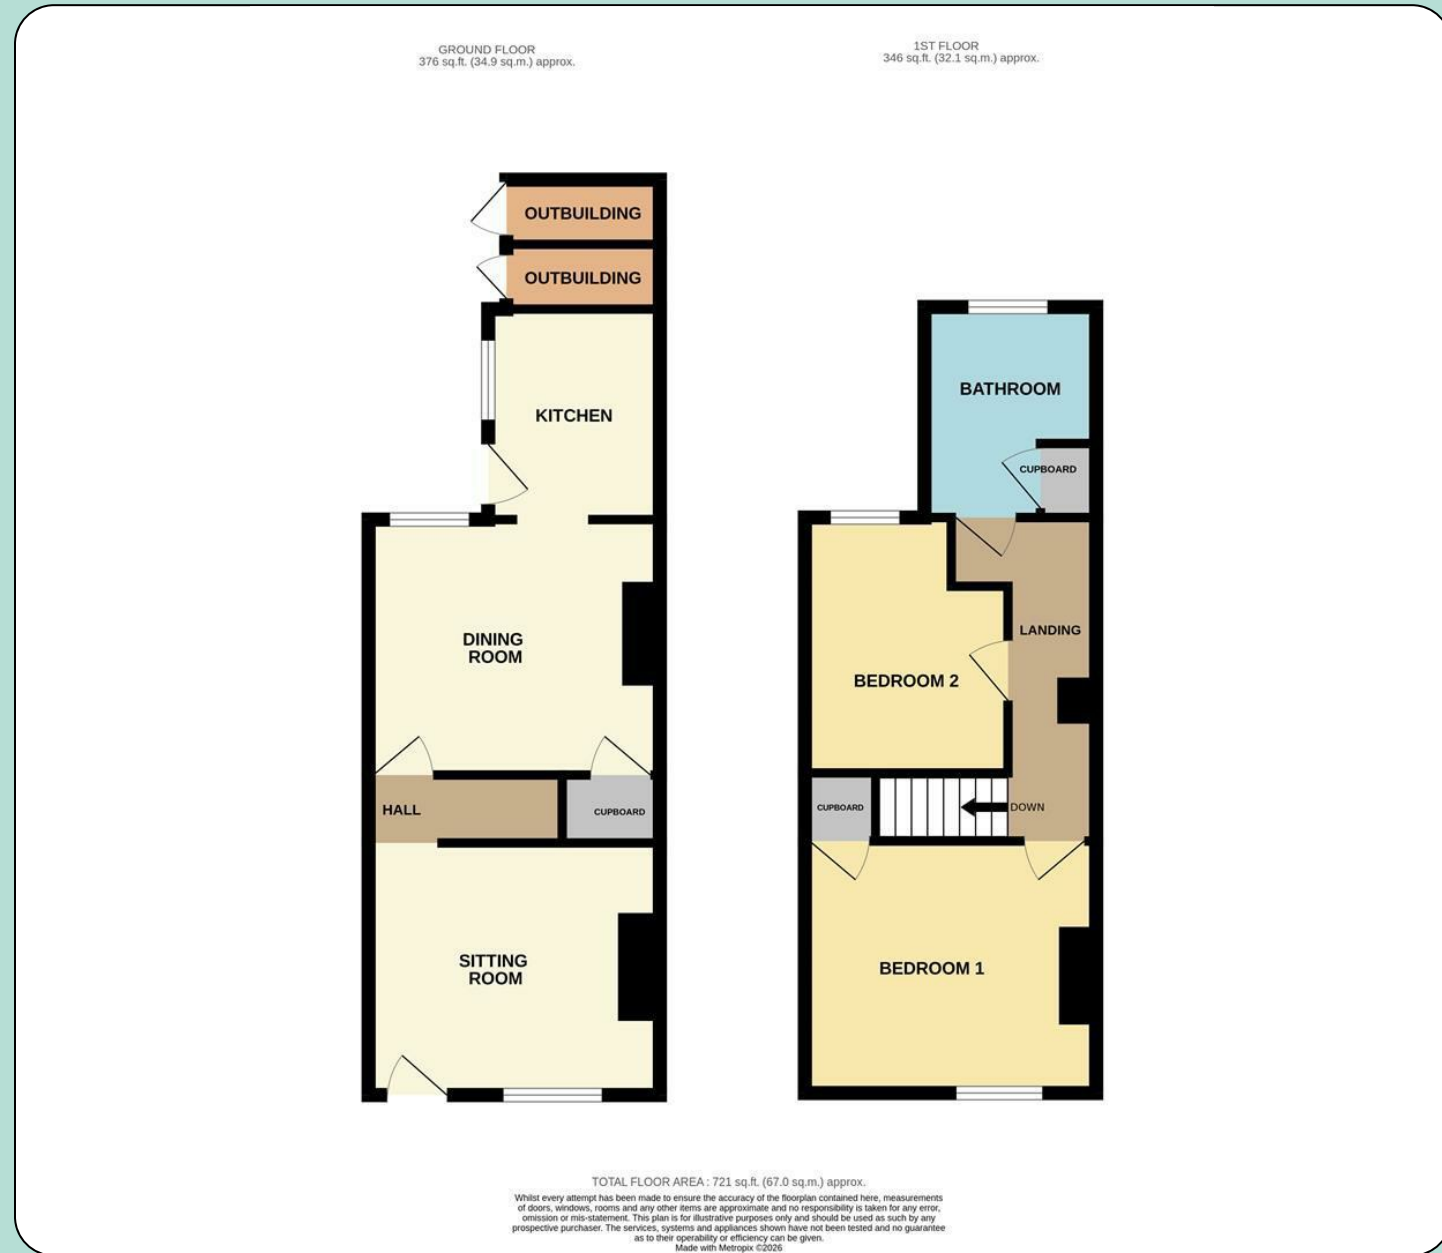 GROUND FLOOR
376 sq.ft. (34.9 sq.m.) approx.
1ST FLOOR
346 sq.ft. (32.1 sq.m.) approx.
OUTBUILDING
OUTBUILDING
KITCHEN
DINING
ROOM
HALL
CUPBOARD
SITTING
ROOM
BATHROOM
CUPBOARD
LANDING
BEDROOM 2
CUPBOARD
DOWN
BEDROOM 1
TOTAL FLOOR AREA : 721 sq.ft. (67.0 sq.m.) approx.
Whilst every attempt has been made to ensure the accuracy of the floorplan contained here, measurements
of doors, windows, rooms and any other items are approximate and no responsibility is taken for any error,
omission or mis-statement. This plan is for illustrative purposes only and should be used as such by any
prospective purchaser. The services, systems and appliances shown have not been tested and no guarantee
as to their operability or efficiency can be given.
Made with Metropix ©2026